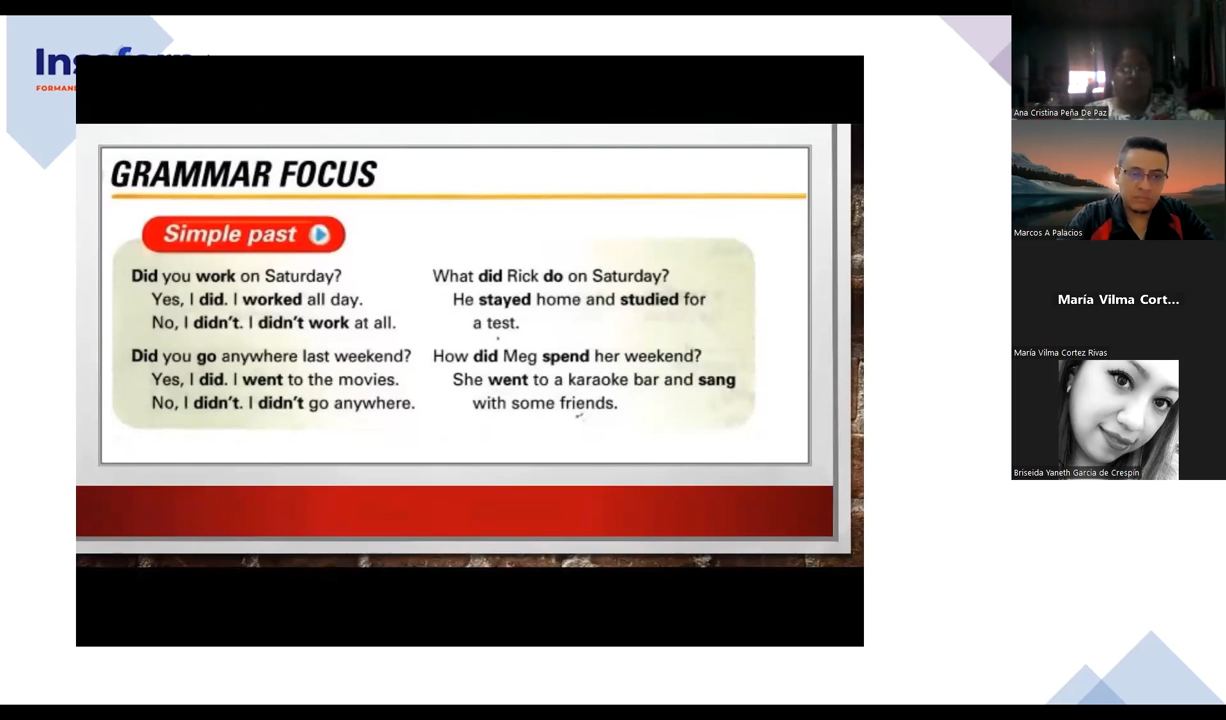 GRAMMAR FOCUS
Simple past
Did you work on Saturday?
Yes, I did. I worked all day.
No, I didn't. I didn't work at all.
Did you go anywhere last weekend?
Yes, I did. I went to the movies.
No, I didn't. I didn't go anywhere.
What did Rick do on Saturday?
He stayed home and studied for
a test.
How did Meg spend her weekend?
She went to a karaoke bar and sang
with some friends.
Ana Cristina Peña De Paz
Marcos A Palacios
María Vilma Cort...
María Vilma Cortez Rivas
Briseida Yaneth Garcia de Crespín